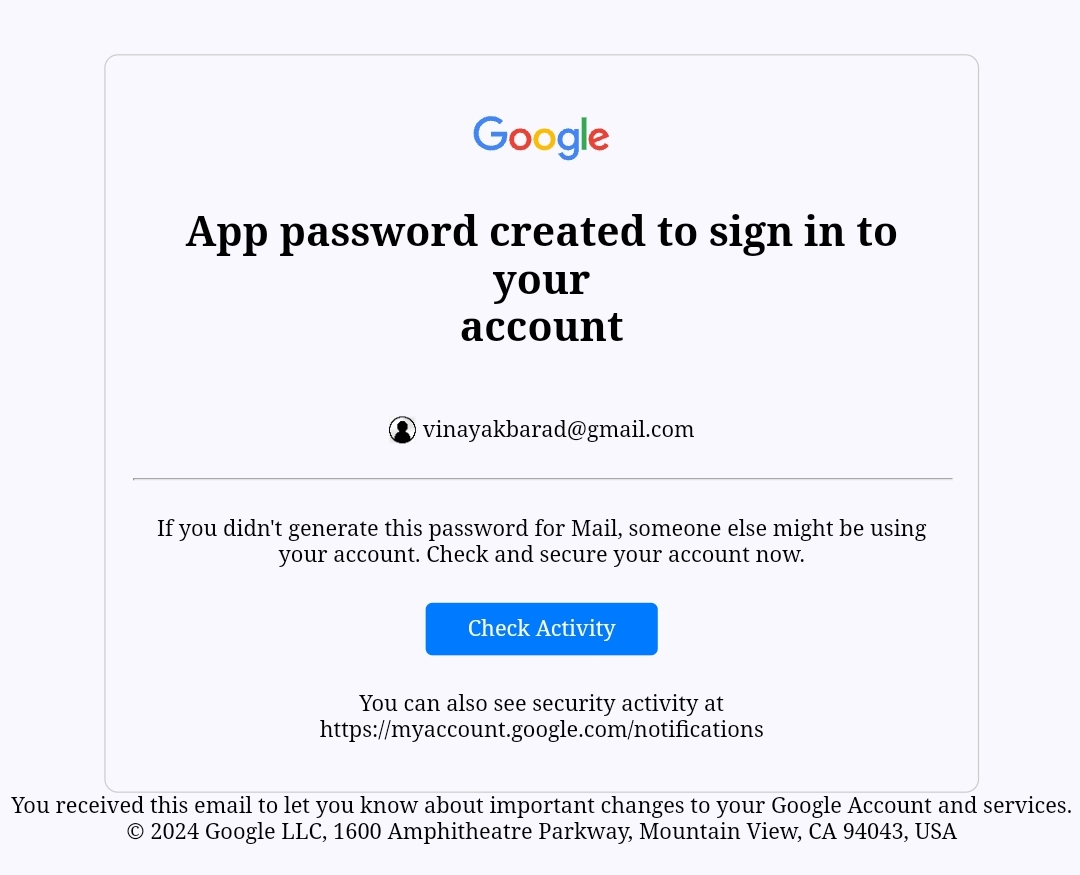 Google
App password created to sign in to
your
account
vinayakbarad@gmail.com
If you didn't generate this password for Mail, someone else might be using
your account. Check and secure your account now.
Check Activity
You can also see security activity at
https://myaccount.google.com/notifications
You received this email to let you know about important changes to your Google Account and services.
© 2024 Google LLC, 1600 Amphitheatre Parkway, Mountain View, CA 94043, USA